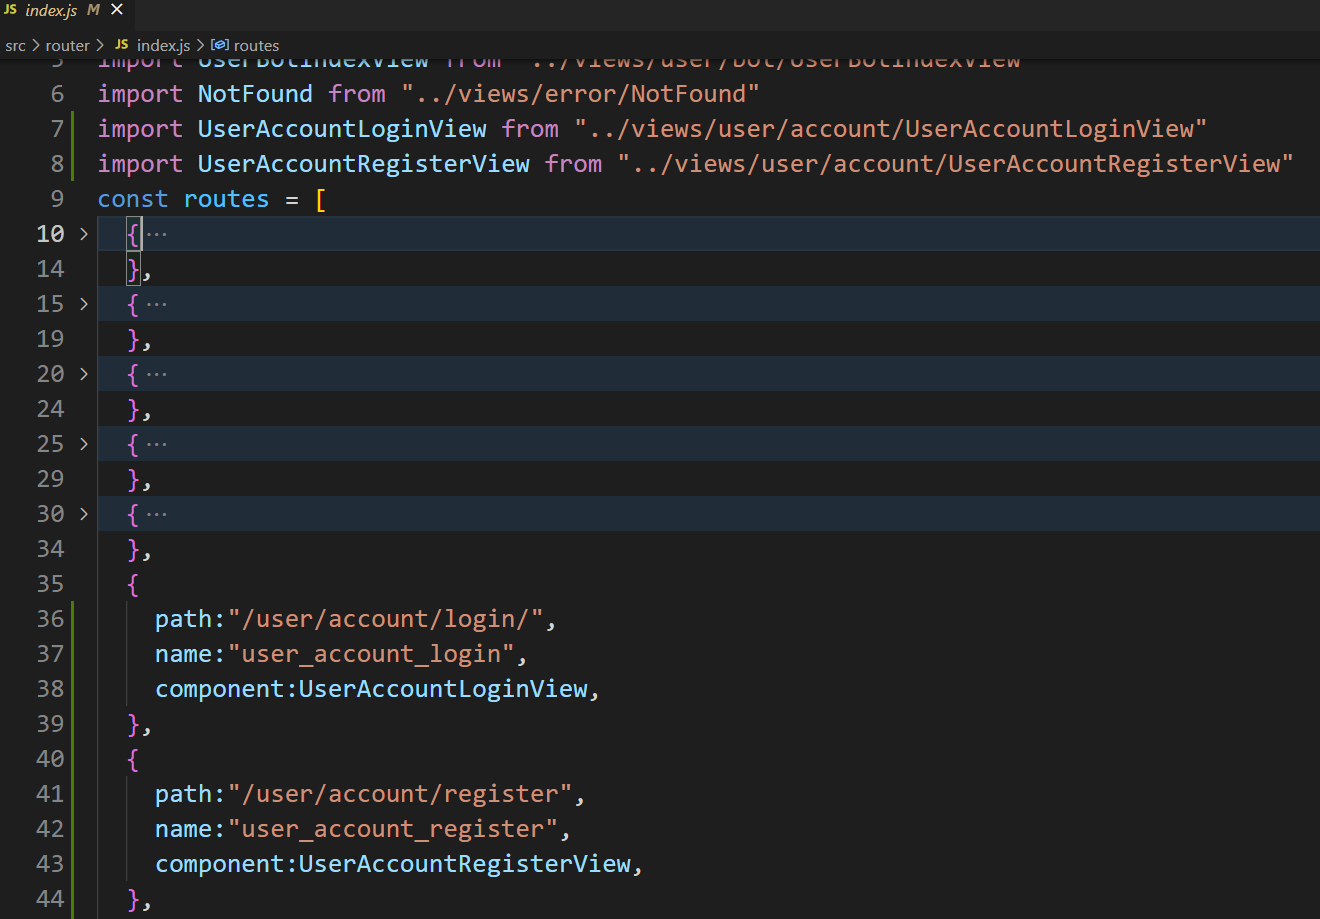 JS index.js M ×
src > router > JS index.js > routes
5 import UserBotIndexView from "../views/user/bot/UserBotIndexView"
6 import NotFound from "../views/error/NotFound"
7 import UserAccountLoginView from "../views/user/account/UserAccountLoginView"
8 import UserAccountRegisterView from "../views/user/account/UserAccountRegisterView"
9 const routes = [
10 > { ···
14 },
15 > { ···
19 },
20 > { ···
24 },
25 > { ···
29 },
30 > { ···
34 },
35 {
36 path:"/user/account/login/",
37 name:"user_account_login",
38 component:UserAccountLoginView,
39 },
40 {
41 path:"/user/account/register",
42 name:"user_account_register",
43 component:UserAccountRegisterView,
44 },